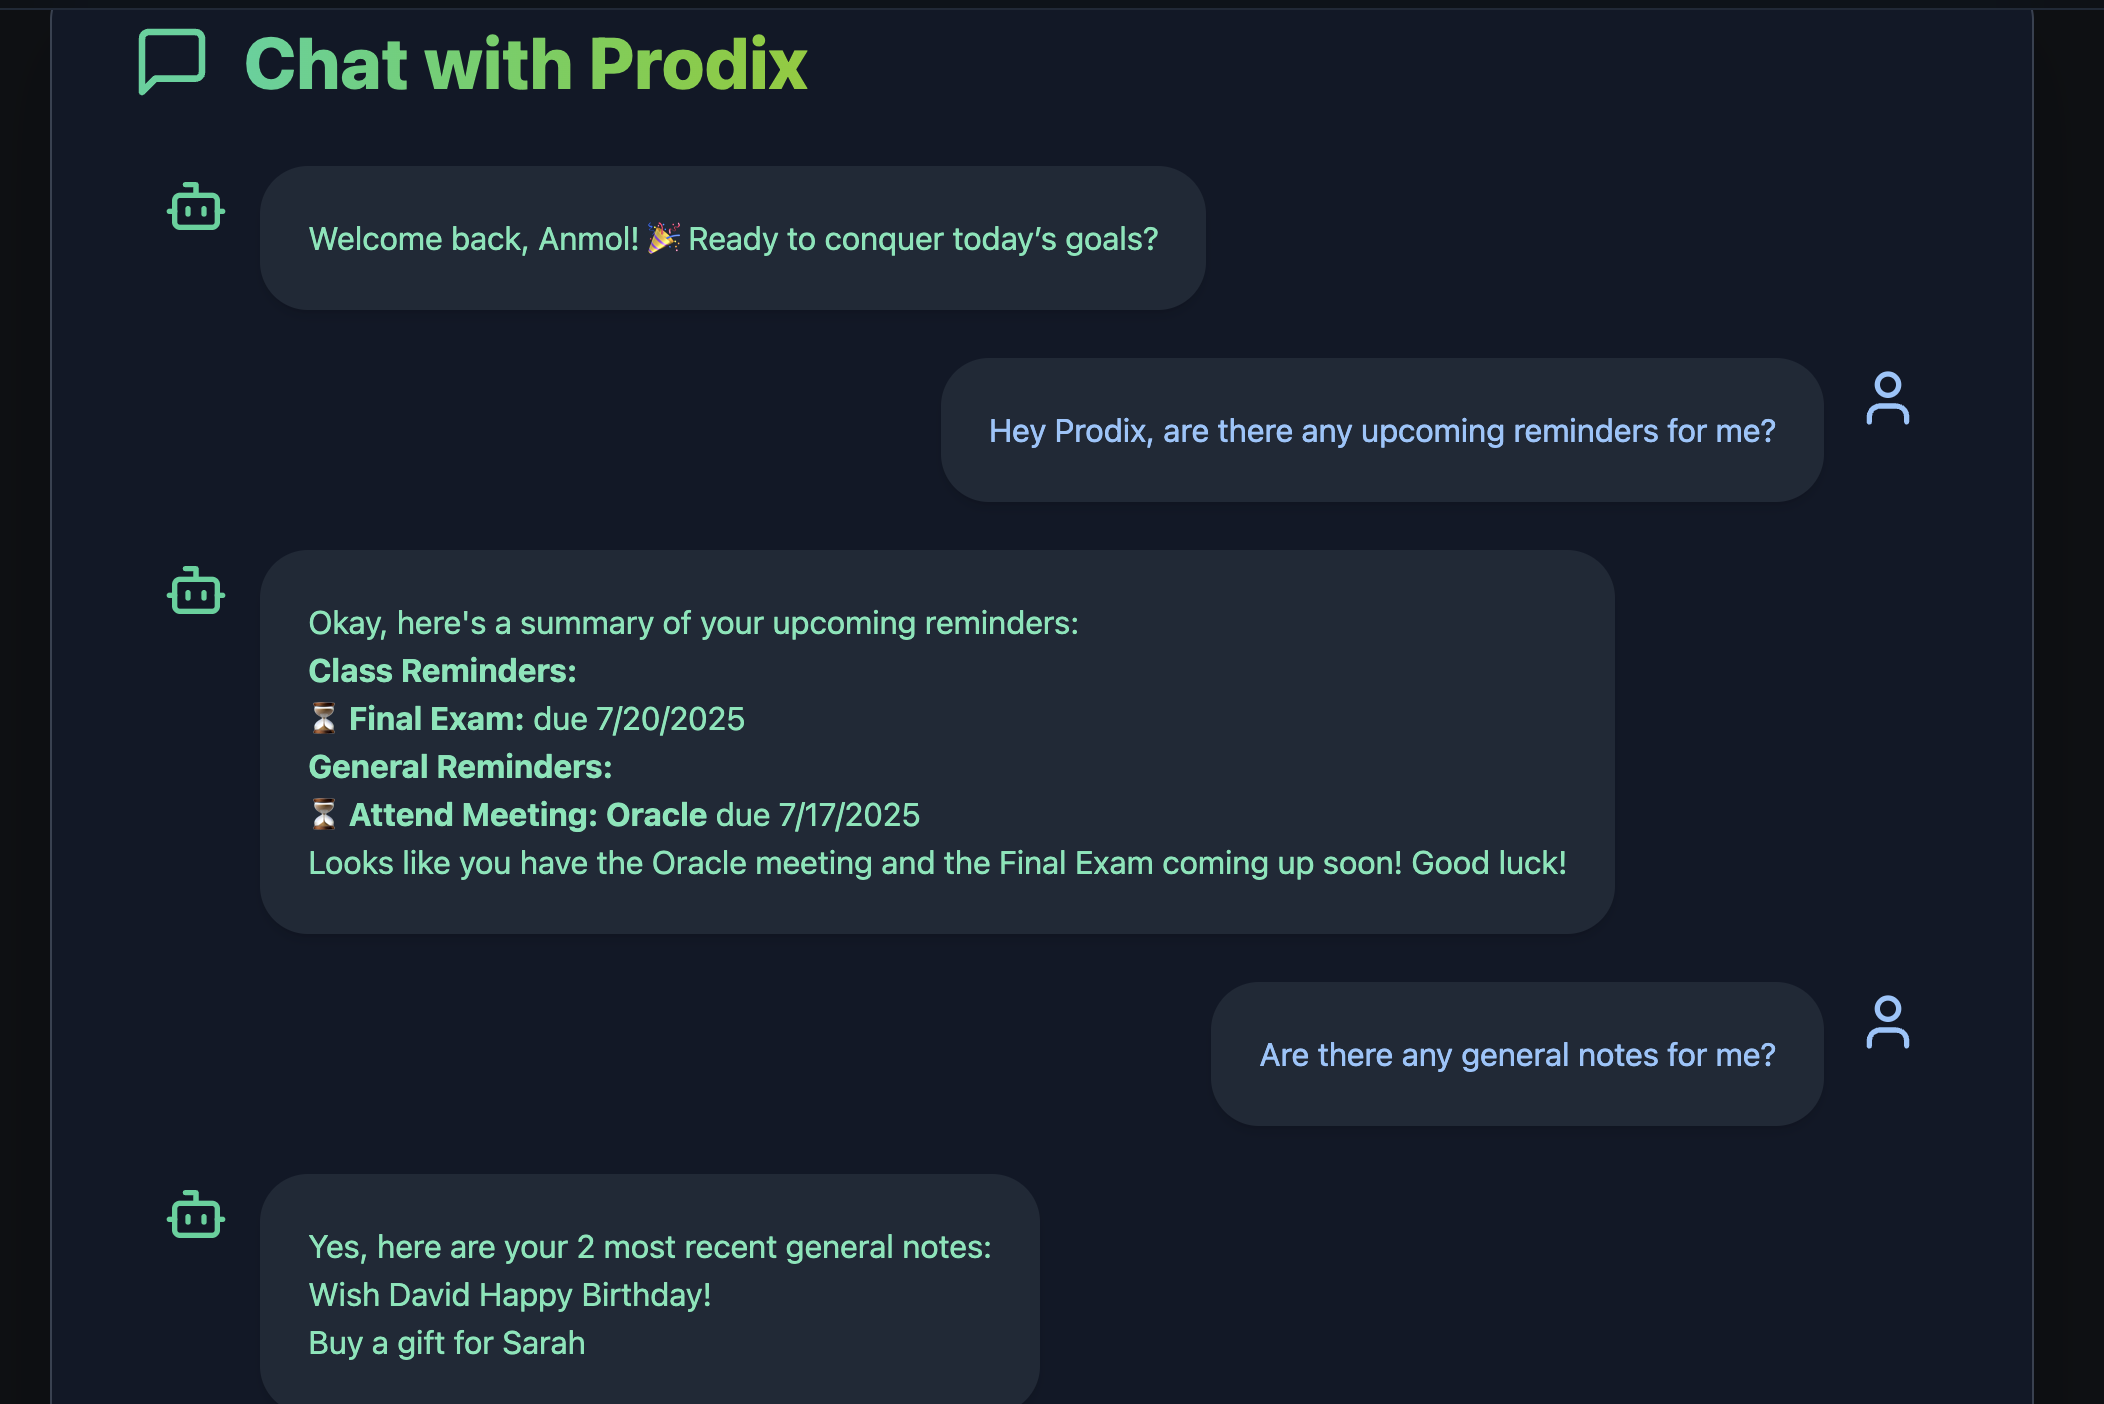 Chat with Prodix
Welcome back, Anmol! 🎉 Ready to conquer today’s goals?
Hey Prodix, are there any upcoming reminders for me?
Okay, here's a summary of your upcoming reminders:
Class Reminders:
⏳ Final Exam: due 7/20/2025
General Reminders:
⏳ Attend Meeting: Oracle due 7/17/2025
Looks like you have the Oracle meeting and the Final Exam coming up soon! Good luck!
Are there any general notes for me?
Yes, here are your 2 most recent general notes:
Wish David Happy Birthday!
Buy a gift for Sarah